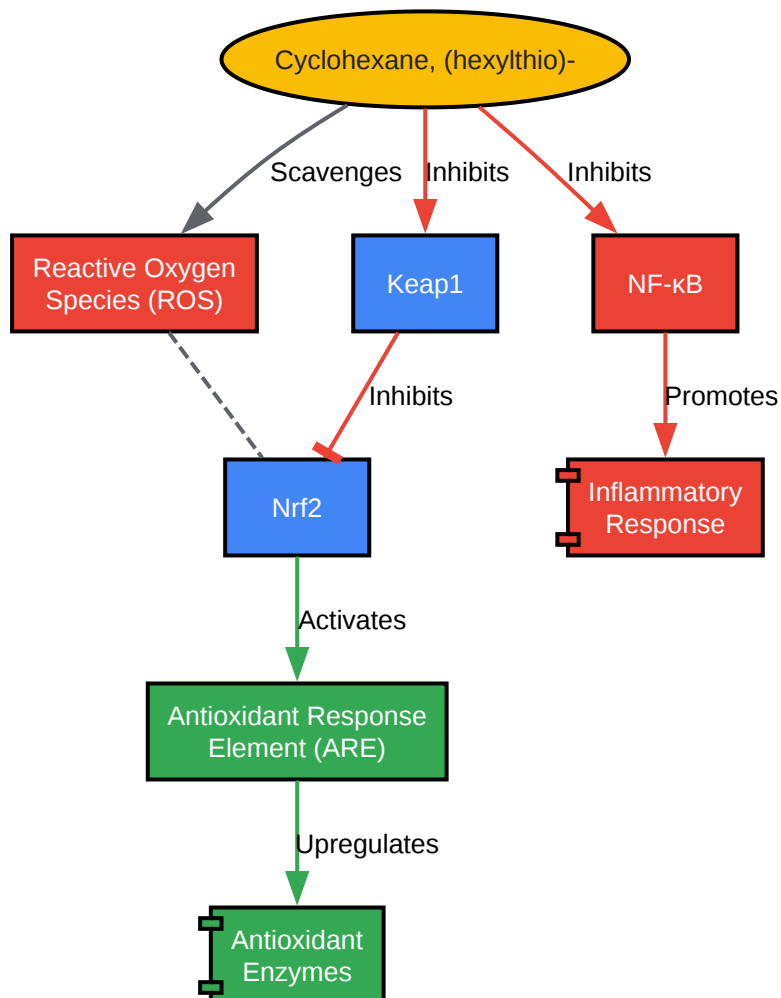 Cyclohexane, (hexylthio)-
Scavenges
Inhibits
Inhibits
Reactive Oxygen
Species (ROS)
Keap1
NF-κB
Inhibits
Promotes
Nrf2
Inflammatory
Response
Activates
Antioxidant Response
Element (ARE)
Upregulates
Antioxidant
Enzymes